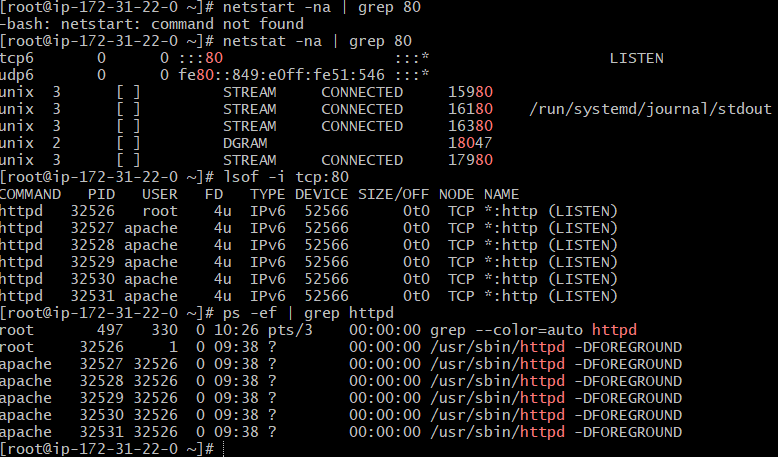 [root@ip-172-31-22-0 ~]# netstart -na | grep 80
-bash: netstart: command not found
[root@ip-172-31-22-0 ~]# netstat -na | grep 80
tcp6       0      0 :::80                   :::*                    LISTEN
udp6       0      0 fe80::849:e0ff:fe51:546 :::*
unix  3      [ ]         STREAM     CONNECTED     15980
unix  3      [ ]         STREAM     CONNECTED     16180    /run/systemd/journal/stdout
unix  3      [ ]         STREAM     CONNECTED     16380
unix  2      [ ]         DGRAM                    18047
unix  3      [ ]         STREAM     CONNECTED     17980
[root@ip-172-31-22-0 ~]# lsof -i tcp:80
COMMAND   PID   USER   FD   TYPE DEVICE SIZE/OFF NODE NAME
httpd   32526   root    4u  IPv6  52566      0t0  TCP *:http (LISTEN)
httpd   32527 apache    4u  IPv6  52566      0t0  TCP *:http (LISTEN)
httpd   32528 apache    4u  IPv6  52566      0t0  TCP *:http (LISTEN)
httpd   32529 apache    4u  IPv6  52566      0t0  TCP *:http (LISTEN)
httpd   32530 apache    4u  IPv6  52566      0t0  TCP *:http (LISTEN)
httpd   32531 apache    4u  IPv6  52566      0t0  TCP *:http (LISTEN)
[root@ip-172-31-22-0 ~]# ps -ef | grep httpd
root       497   330  0 10:26 pts/3    00:00:00 grep --color=auto httpd
root     32526     1  0 09:38 ?        00:00:00 /usr/sbin/httpd -DFOREGROUND
apache   32527 32526  0 09:38 ?        00:00:00 /usr/sbin/httpd -DFOREGROUND
apache   32528 32526  0 09:38 ?        00:00:00 /usr/sbin/httpd -DFOREGROUND
apache   32529 32526  0 09:38 ?        00:00:00 /usr/sbin/httpd -DFOREGROUND
apache   32530 32526  0 09:38 ?        00:00:00 /usr/sbin/httpd -DFOREGROUND
apache   32531 32526  0 09:38 ?        00:00:00 /usr/sbin/httpd -DFOREGROUND
[root@ip-172-31-22-0 ~]#